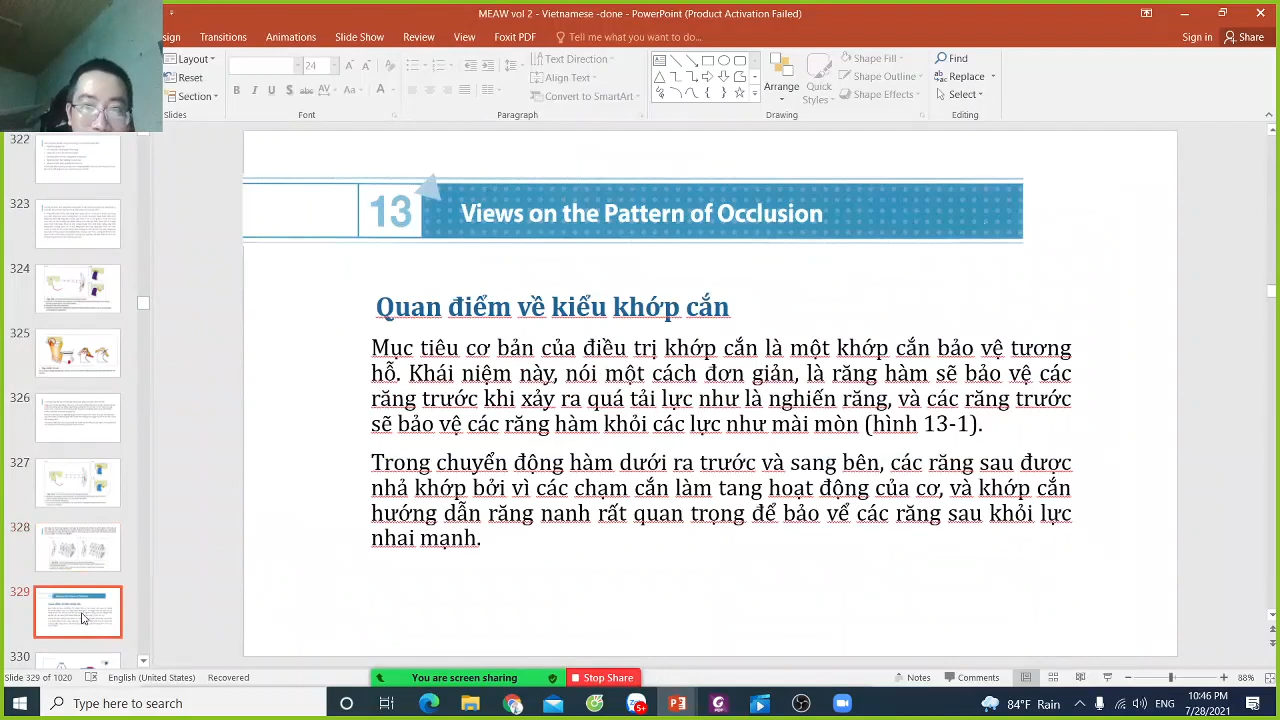 MEAW vol 2 - Vietnamese -done - PowerPoint (Product Activation Failed)
sign Transitions Animations Slide Show Review View Foxit PDF Tell me what you want to do... Sign in Share
Layout
Reset
Section
Slides
24
Font
Text Direction
Align Text
Convert to SmartArt
Paragraph
Arrange
Quick
Styles
Shape Fill
Shape Outline
Shape Effects
Drawing
Find
Replace
Select
Editing
322
323
324
325
326
327
328
329
330
13 Views on the Pattern of Occlusion
Quan điểm về kiểu khớp cắn
Mục tiêu cơ bản của điều trị khớp cắn là một khớp cắn bảo vệ tương
hỗ. Khái niệm này, nói một cách đơn giản, là răng hàm sẽ bảo vệ các
răng trước khi xảy ra quá tải lực như là nghiến răng, và các răng trước
sẽ bảo vệ các răng hàm khỏi các lực như mài mòn (hình 13-1).
Trong chuyển động hàm dưới ra trước và sang bên, các răng sau được
nhả khớp bởi vì các chạm cắn làm tang hoạt động của cơ và khớp cắn
hướng dẫn răng nanh rất quan trọng để bảo vể các răng sau khỏi lực
nhai mạnh.
Slide 329 of 1020 English (United States) Recovered
You are screen sharing Stop Share
Notes Comments 88%
Type here to search
5+
84°F Rain ENG
10:46 PM
7/28/2021